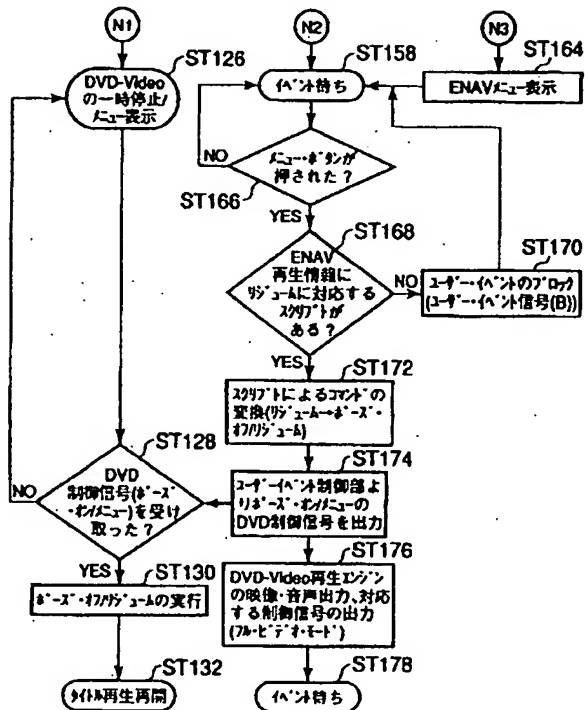 N1
N2
N3
ST126
ST158
ST164
DVD-Video
の一時停止/
メニュー表示
イベント待ち
ENAVメニュー表示
NO
メニュー・ボタンが
押された？
ST166
YES
ST168
ENAV
再生情報に
リジュームに対応する
スクリプトが
ある？
NO
ST170
ユーザー・イベントのブロック
(ユーザー・イベント信号(B))
YES
ST172
スクリプトによるコマンドの
変換(リジューム→ポーズ・
オフ/リジューム)
ST128
ST174
DVD
制御信号(ポーズ
・オン/メニュー)を受け
取った？
NO
ユーザーイベント制御部よ
りポーズ・オン/メニューの
DVD制御信号を出力
YES
ST130
ST176
ポーズ・オフ/リジュームの実行
DVD-Video再生エンジン
の映像・音声出力、対応
する制御信号の出力
(フル・ビデオ・モード)
ST132
ST178
タイトル再生再開
イベント待ち